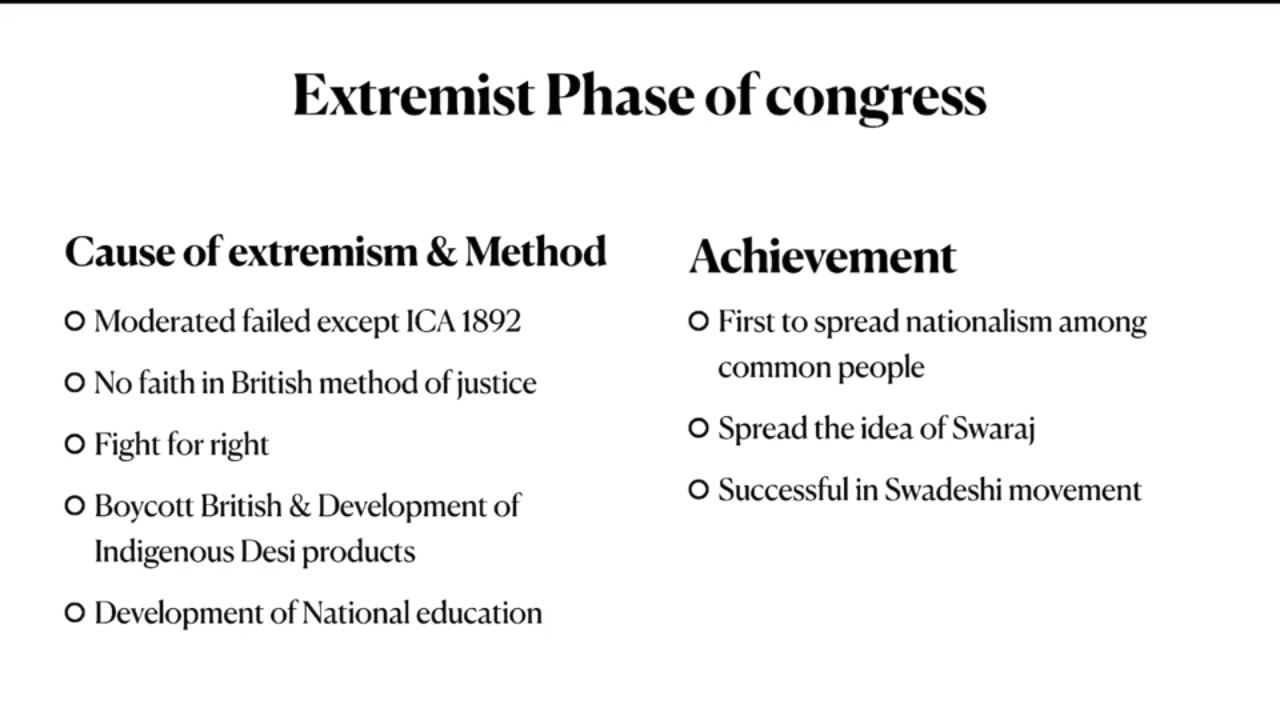 Extremist Phase of congress
Cause of extremism & Method
○ Moderated failed except ICA 1892
○ No faith in British method of justice
○ Fight for right
○ Boycott British & Development of
Indigenous Desi products
○ Development of National education
Achievement
○ First to spread nationalism among
common people
○ Spread the idea of Swaraj
○ Successful in Swadeshi movement